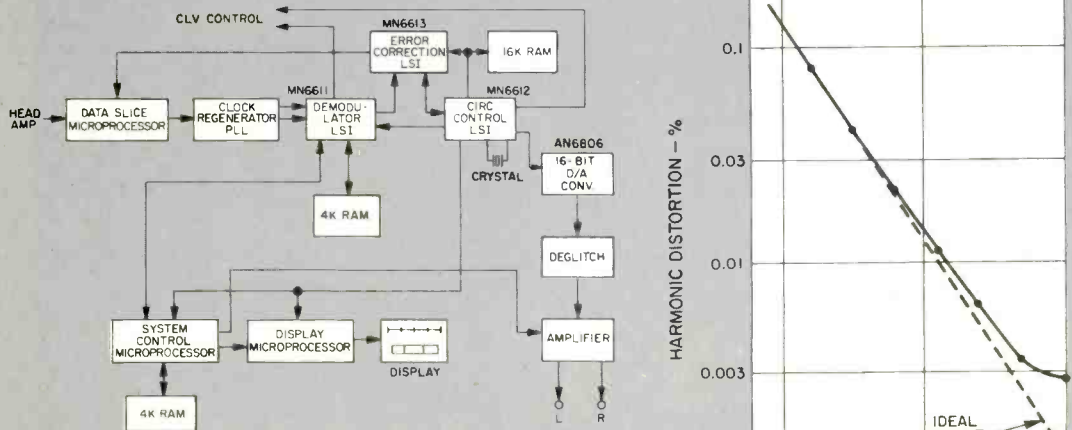 CLV CONTROL
MN6613
ERROR
CORRECTION
LSI
16K RAM
MN6611
MN6612
HEAD
AMP
DATA SLICE
MICROPROCESSOR
CLOCK
REGENERATOR
PLL
DEMODU-
LATOR
LSI
CIRC
CONTROL
LSI
CRYSTAL
AN6806
16-BIT
D/A
CONV.
4K RAM
DEGLITCH
SYSTEM
CONTROL
MICROPROCESSOR
DISPLAY
MICROPROCESSOR
DISPLAY
AMPLIFIER
4K RAM
L R
HARMONIC DISTORTION – %
0.1
0.03
0.01
0.003
IDEAL